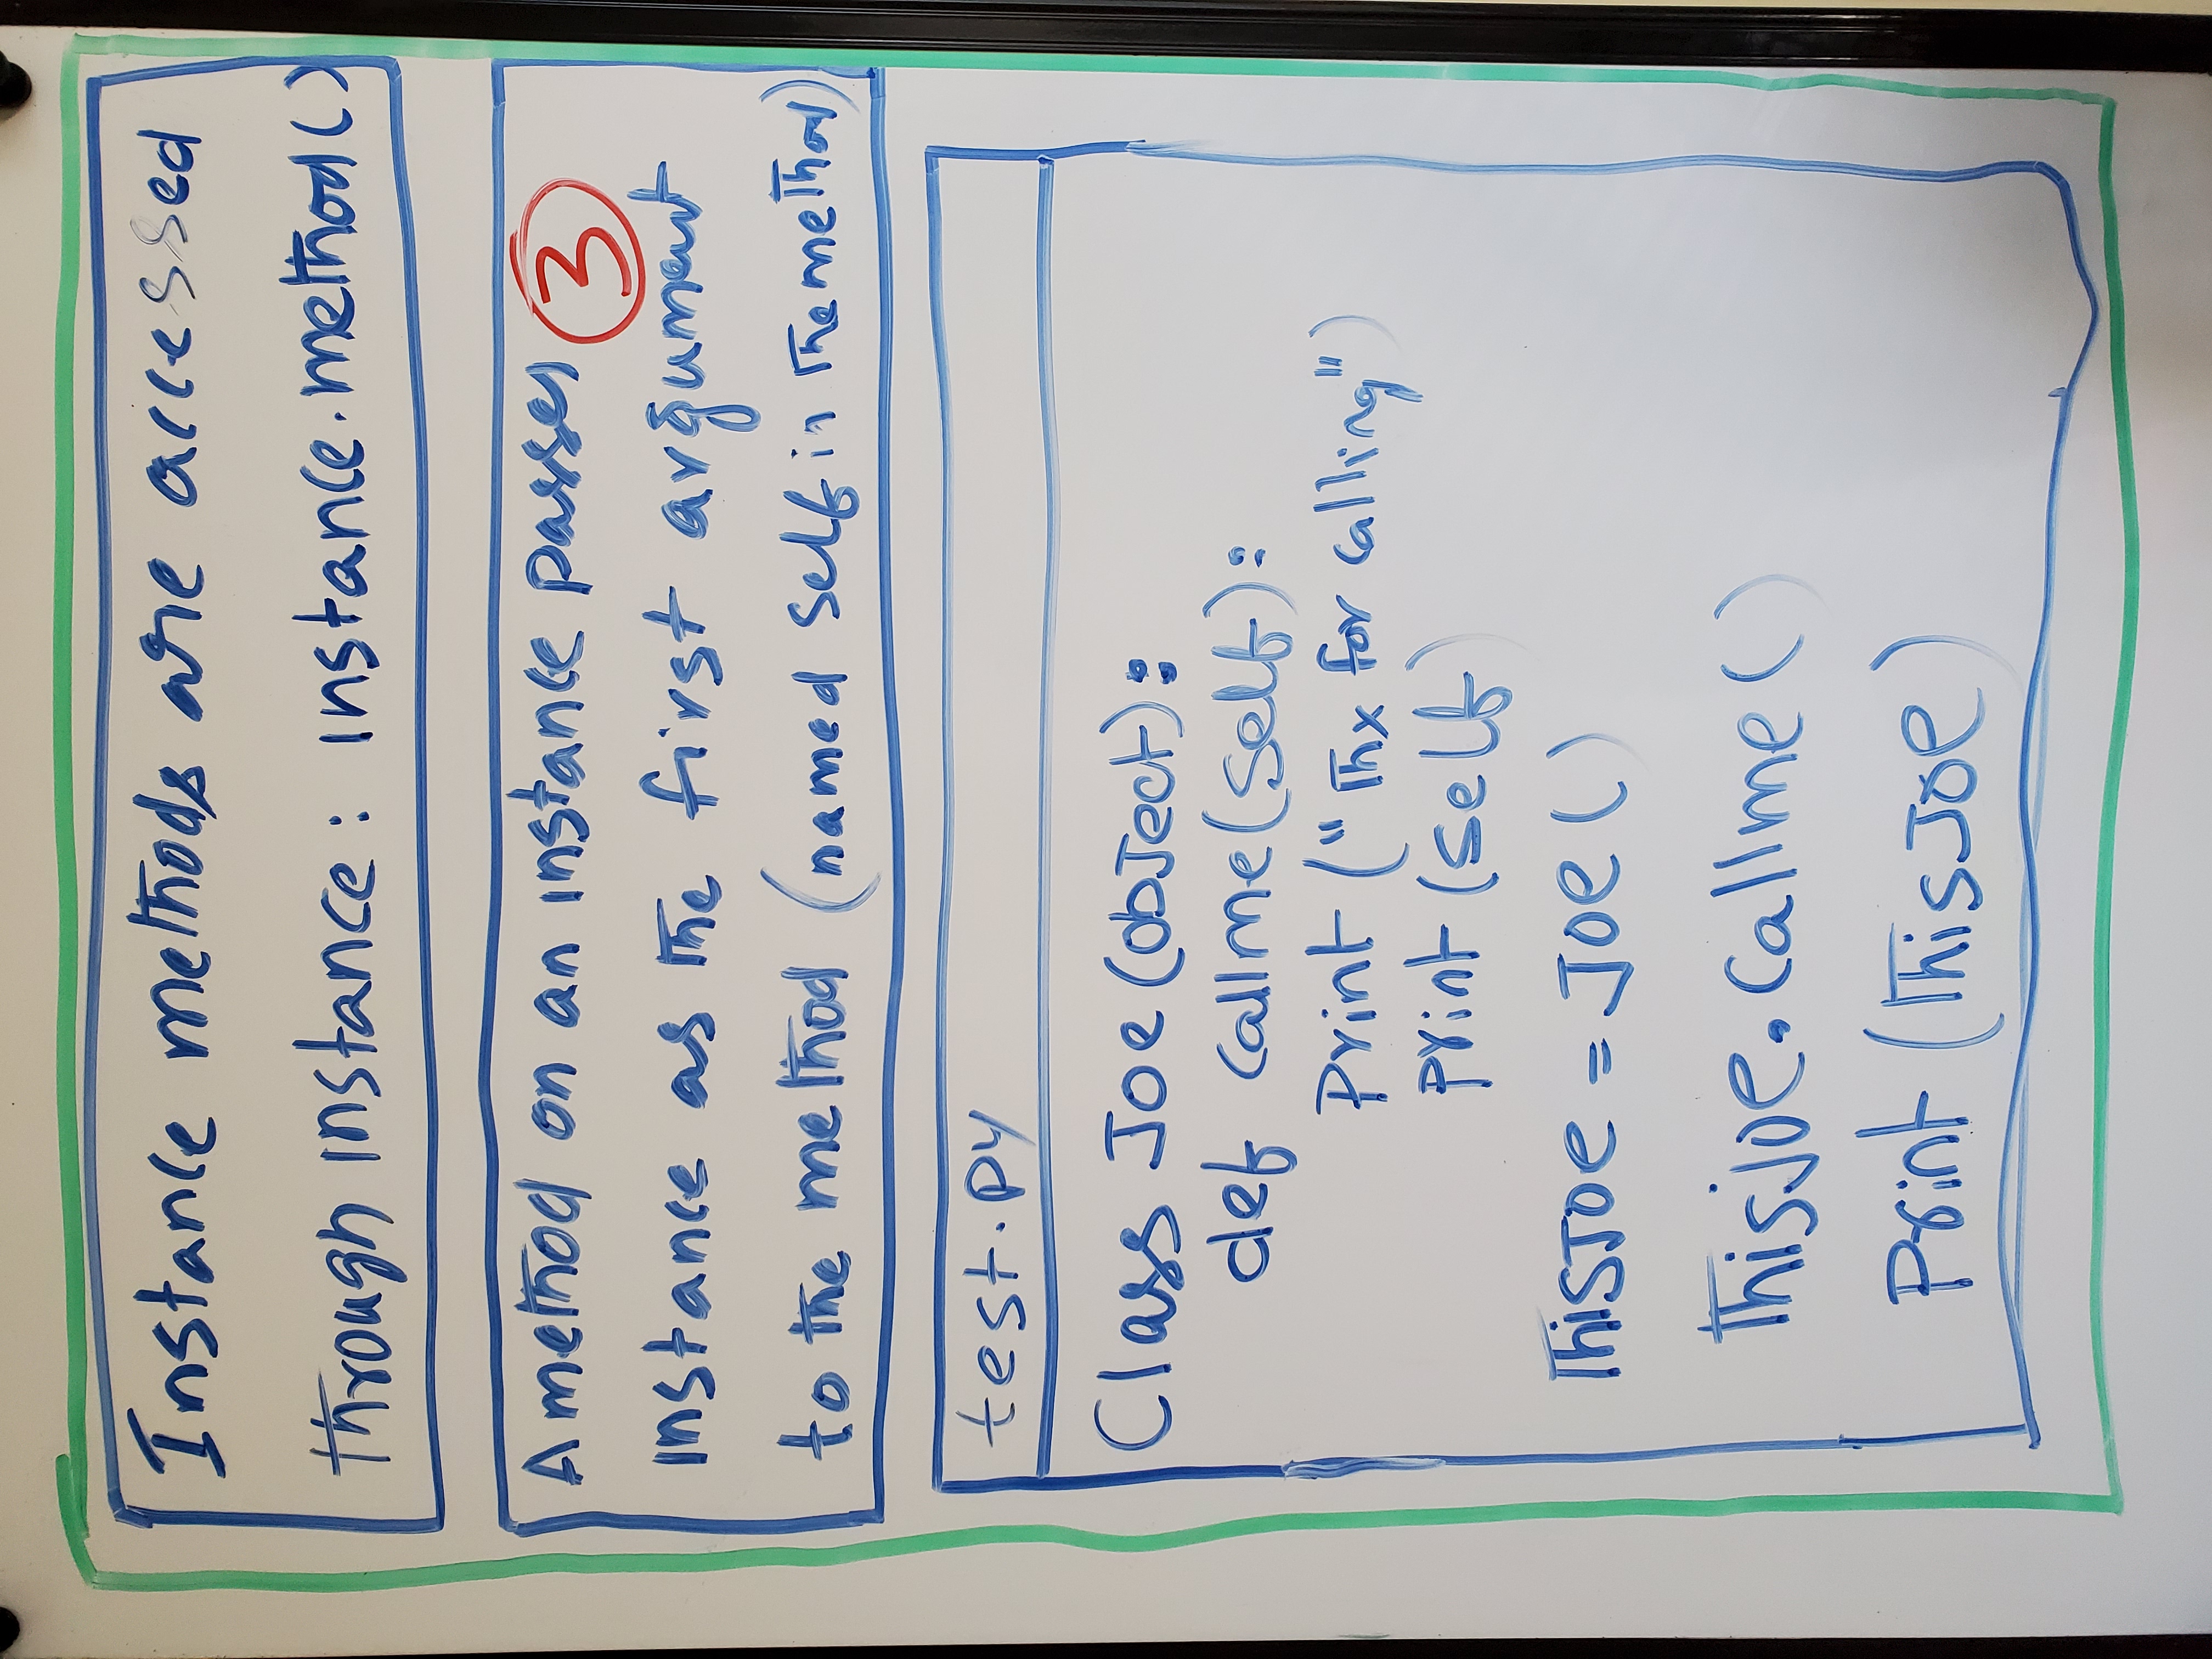 Instance methods are accessed
through instance: instance.method()
A method on an instance passes ③
instance as the first argument
to the method (named self in the method)
test.py
Class Joe(object):
def callme(self):
Print ("Thx for calling")
print (self)
ThisJoe = Joe ()
Thisjoe.callme()
Print (ThisJoe)